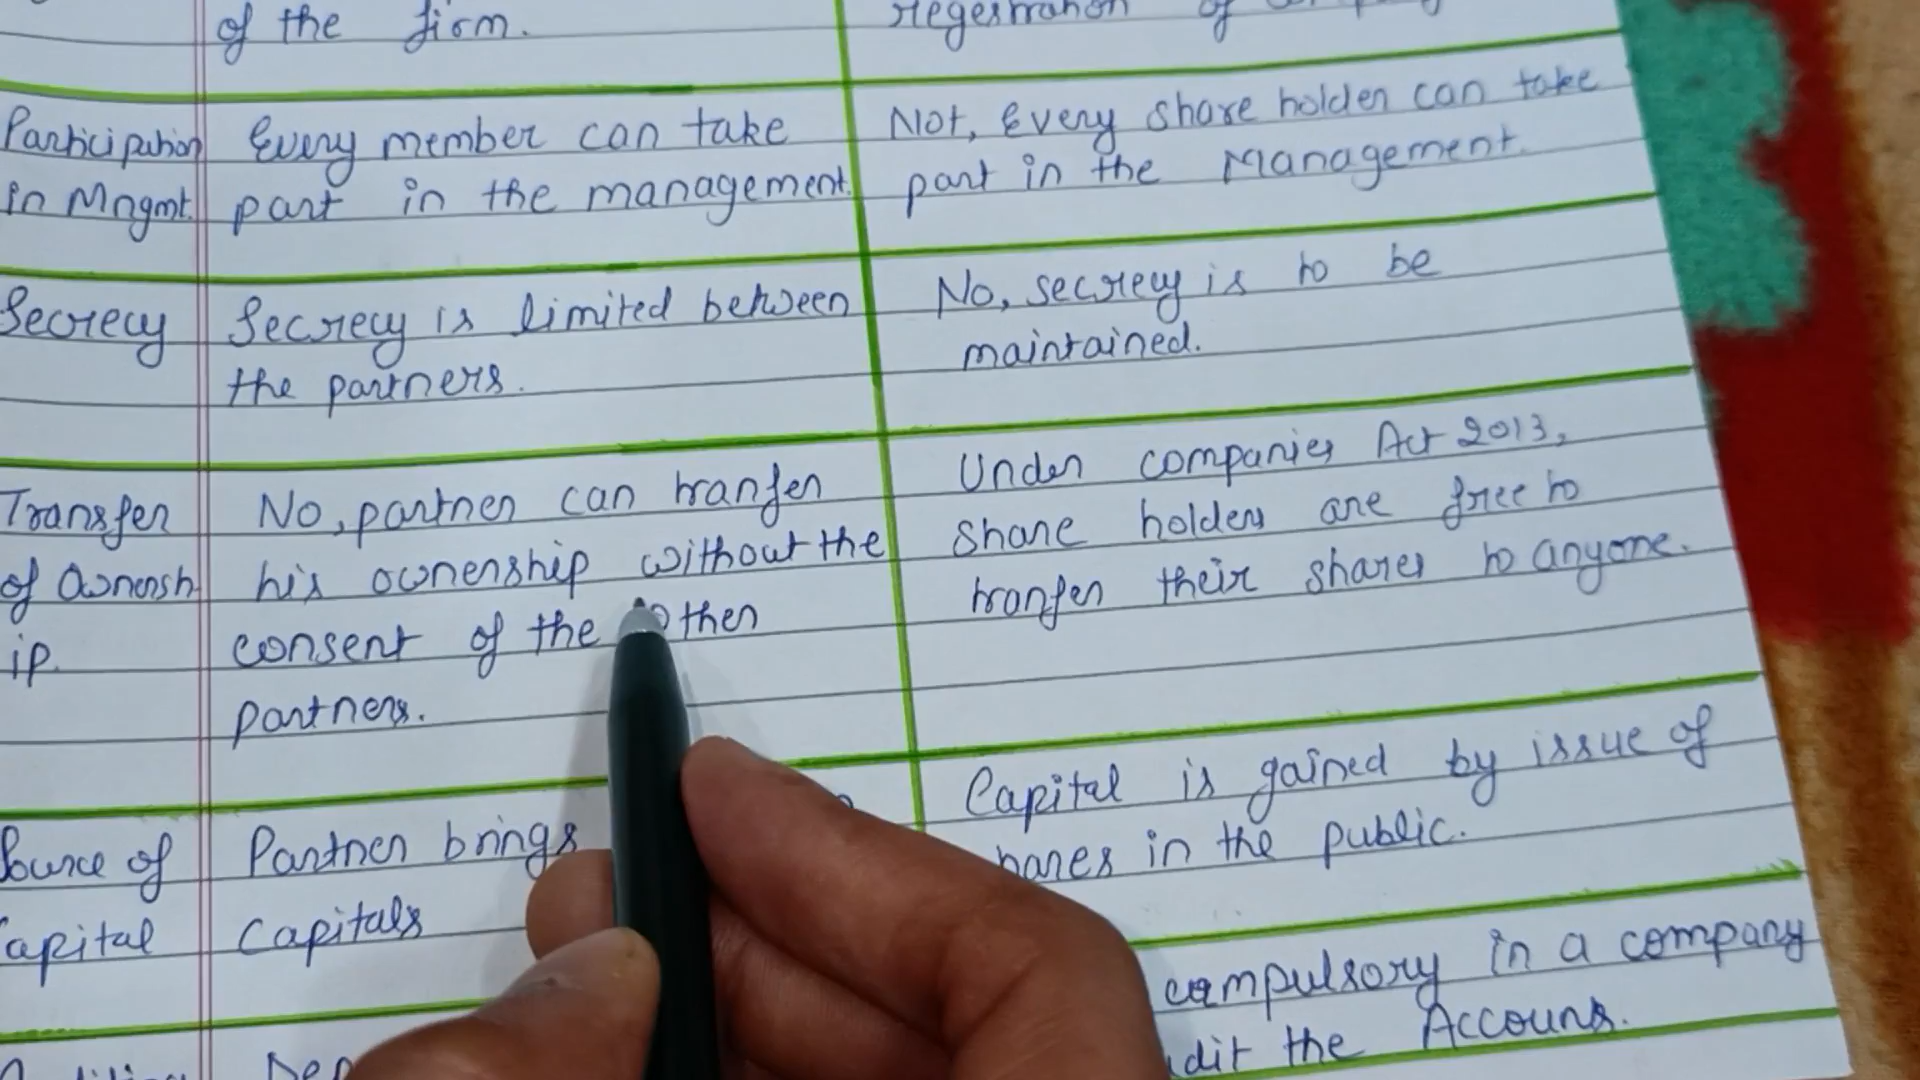 of the firm.
of
Participation
in Mngmt.
Every member can take
part in the management.
Not, Every share holder can take
part in the Management.
Secrecy
Secrecy is limited between
the partners.
No, secrecy is to be
maintained.
Transfer
of Ownersh
ip.
No, partner can tranfer
his ownership without the
consent of the other
partners.
Under companies Act 2013,
share holders are free to
tranfer their shares to anyone.
of
Partner brings
Capitals
Capital is gained by issue of
in the public.
compulsory in a company
the Accouns.